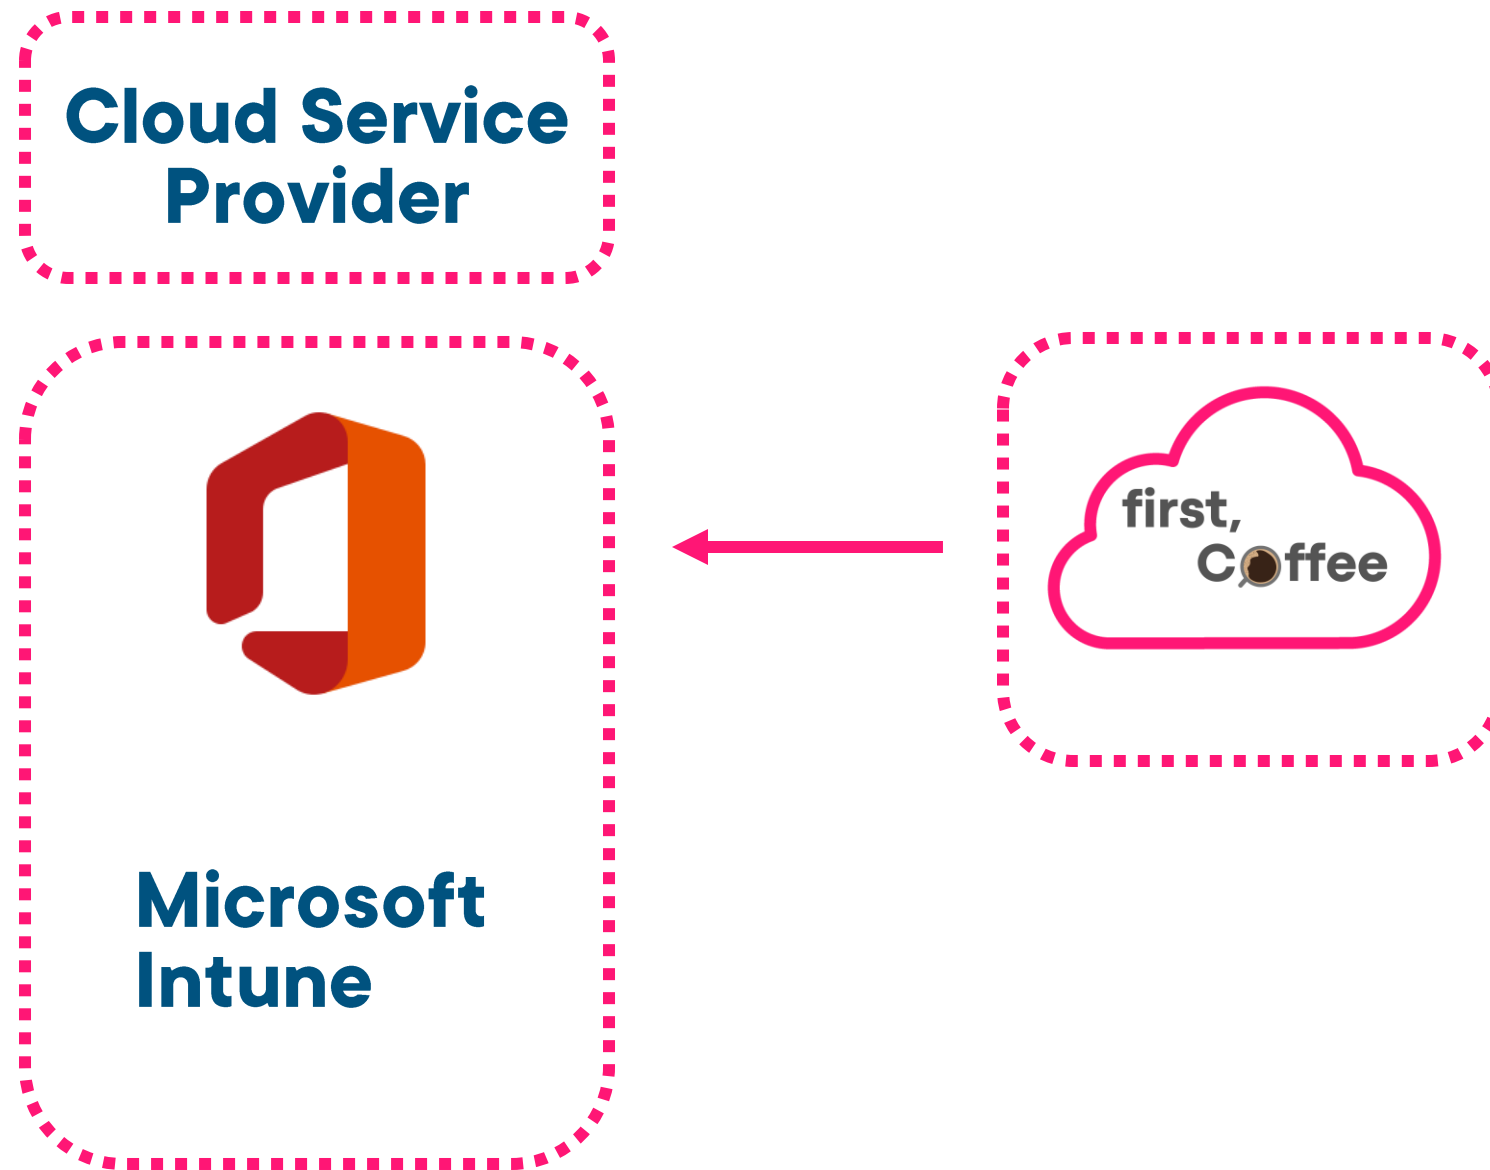 Cloud Service
Provider
first,
Coffee
Microsoft
Intune